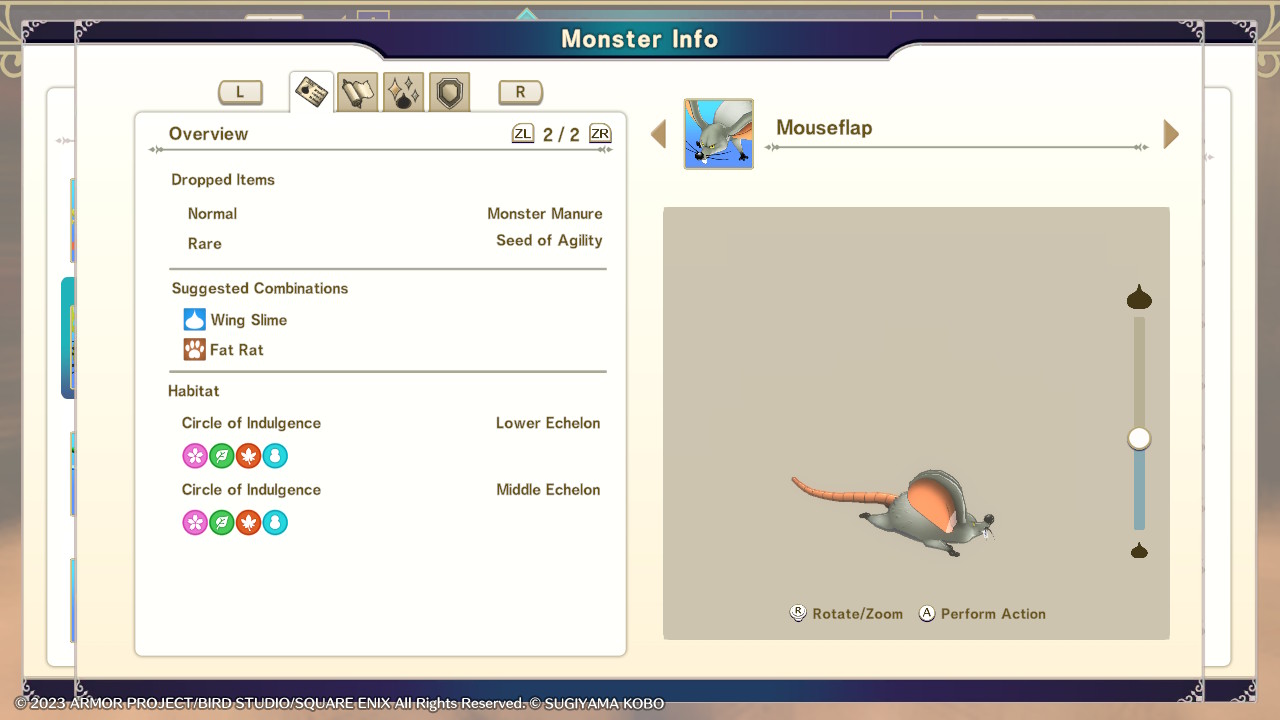 Monster Info
L
R
Overview
ZL 2 / 2 ZR
Mouseflap
Dropped Items
Normal Monster Manure
Rare Seed of Agility
Suggested Combinations
Wing Slime
Fat Rat
Habitat
Circle of Indulgence Lower Echelon
Circle of Indulgence Middle Echelon
R Rotate/Zoom A Perform Action
© 2023 ARMOR PROJECT/BIRD STUDIO/SQUARE ENIX All Rights Reserved. © SUGIYAMA KOBO